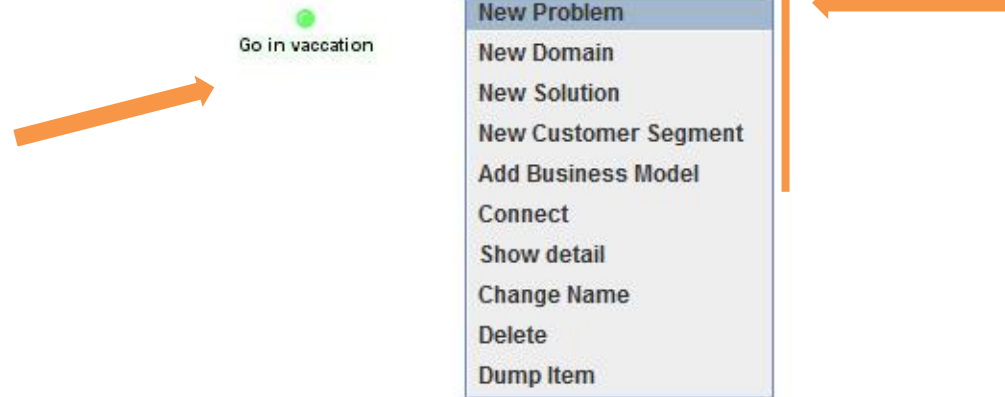 Go in vaccation
New Problem
New Domain
New Solution
New Customer Segment
Add Business Model
Connect
Show detail
Change Name
Delete
Dump Item